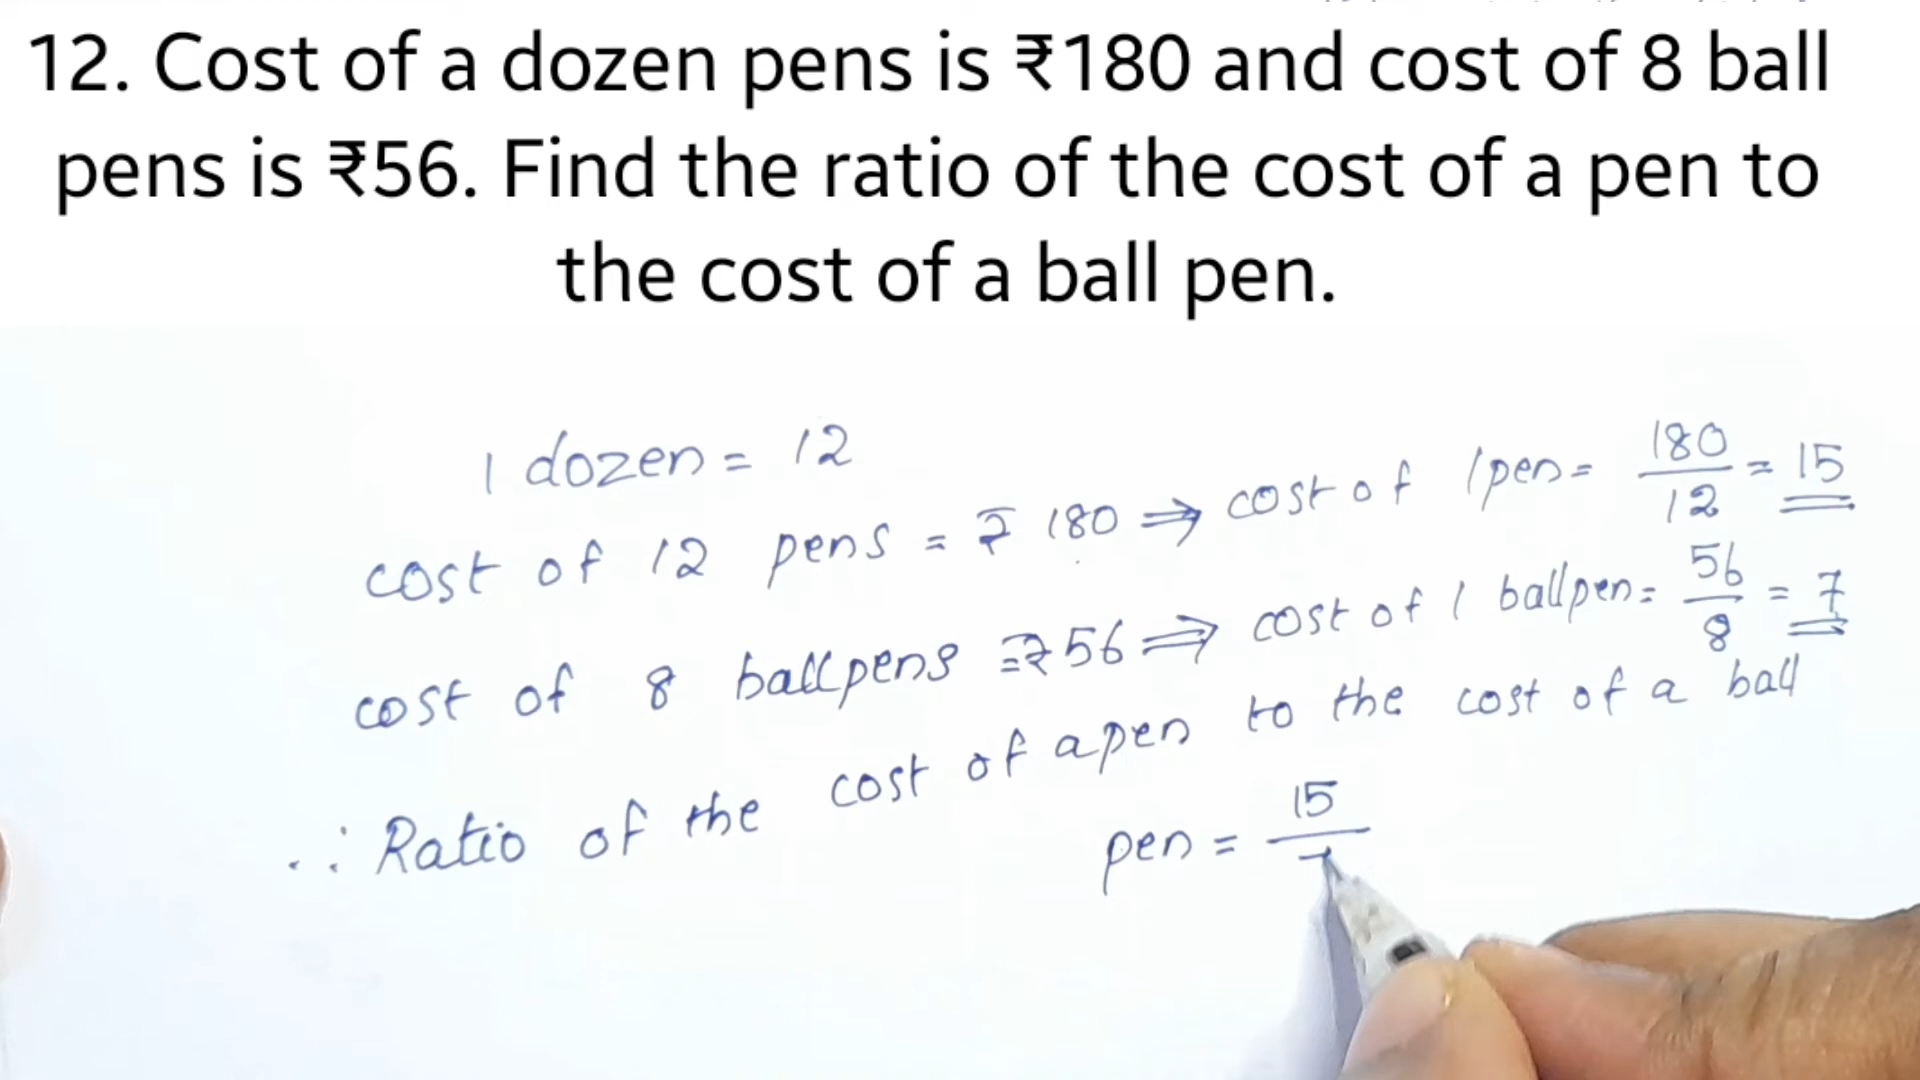 12. Cost of a dozen pens is ₹180 and cost of 8 ball
pens is ₹56. Find the ratio of the cost of a pen to
the cost of a ball pen.
1 dozen = 12
cost of 12 pens = ₹ 180 ⇒ cost of 1 pen = 180/12 = 15
cost of 8 ballpens = ₹56 ⇒ cost of 1 ballpen = 56/8 = 7
∴ Ratio of the cost of a pen to the cost of a ball
pen = 15/7